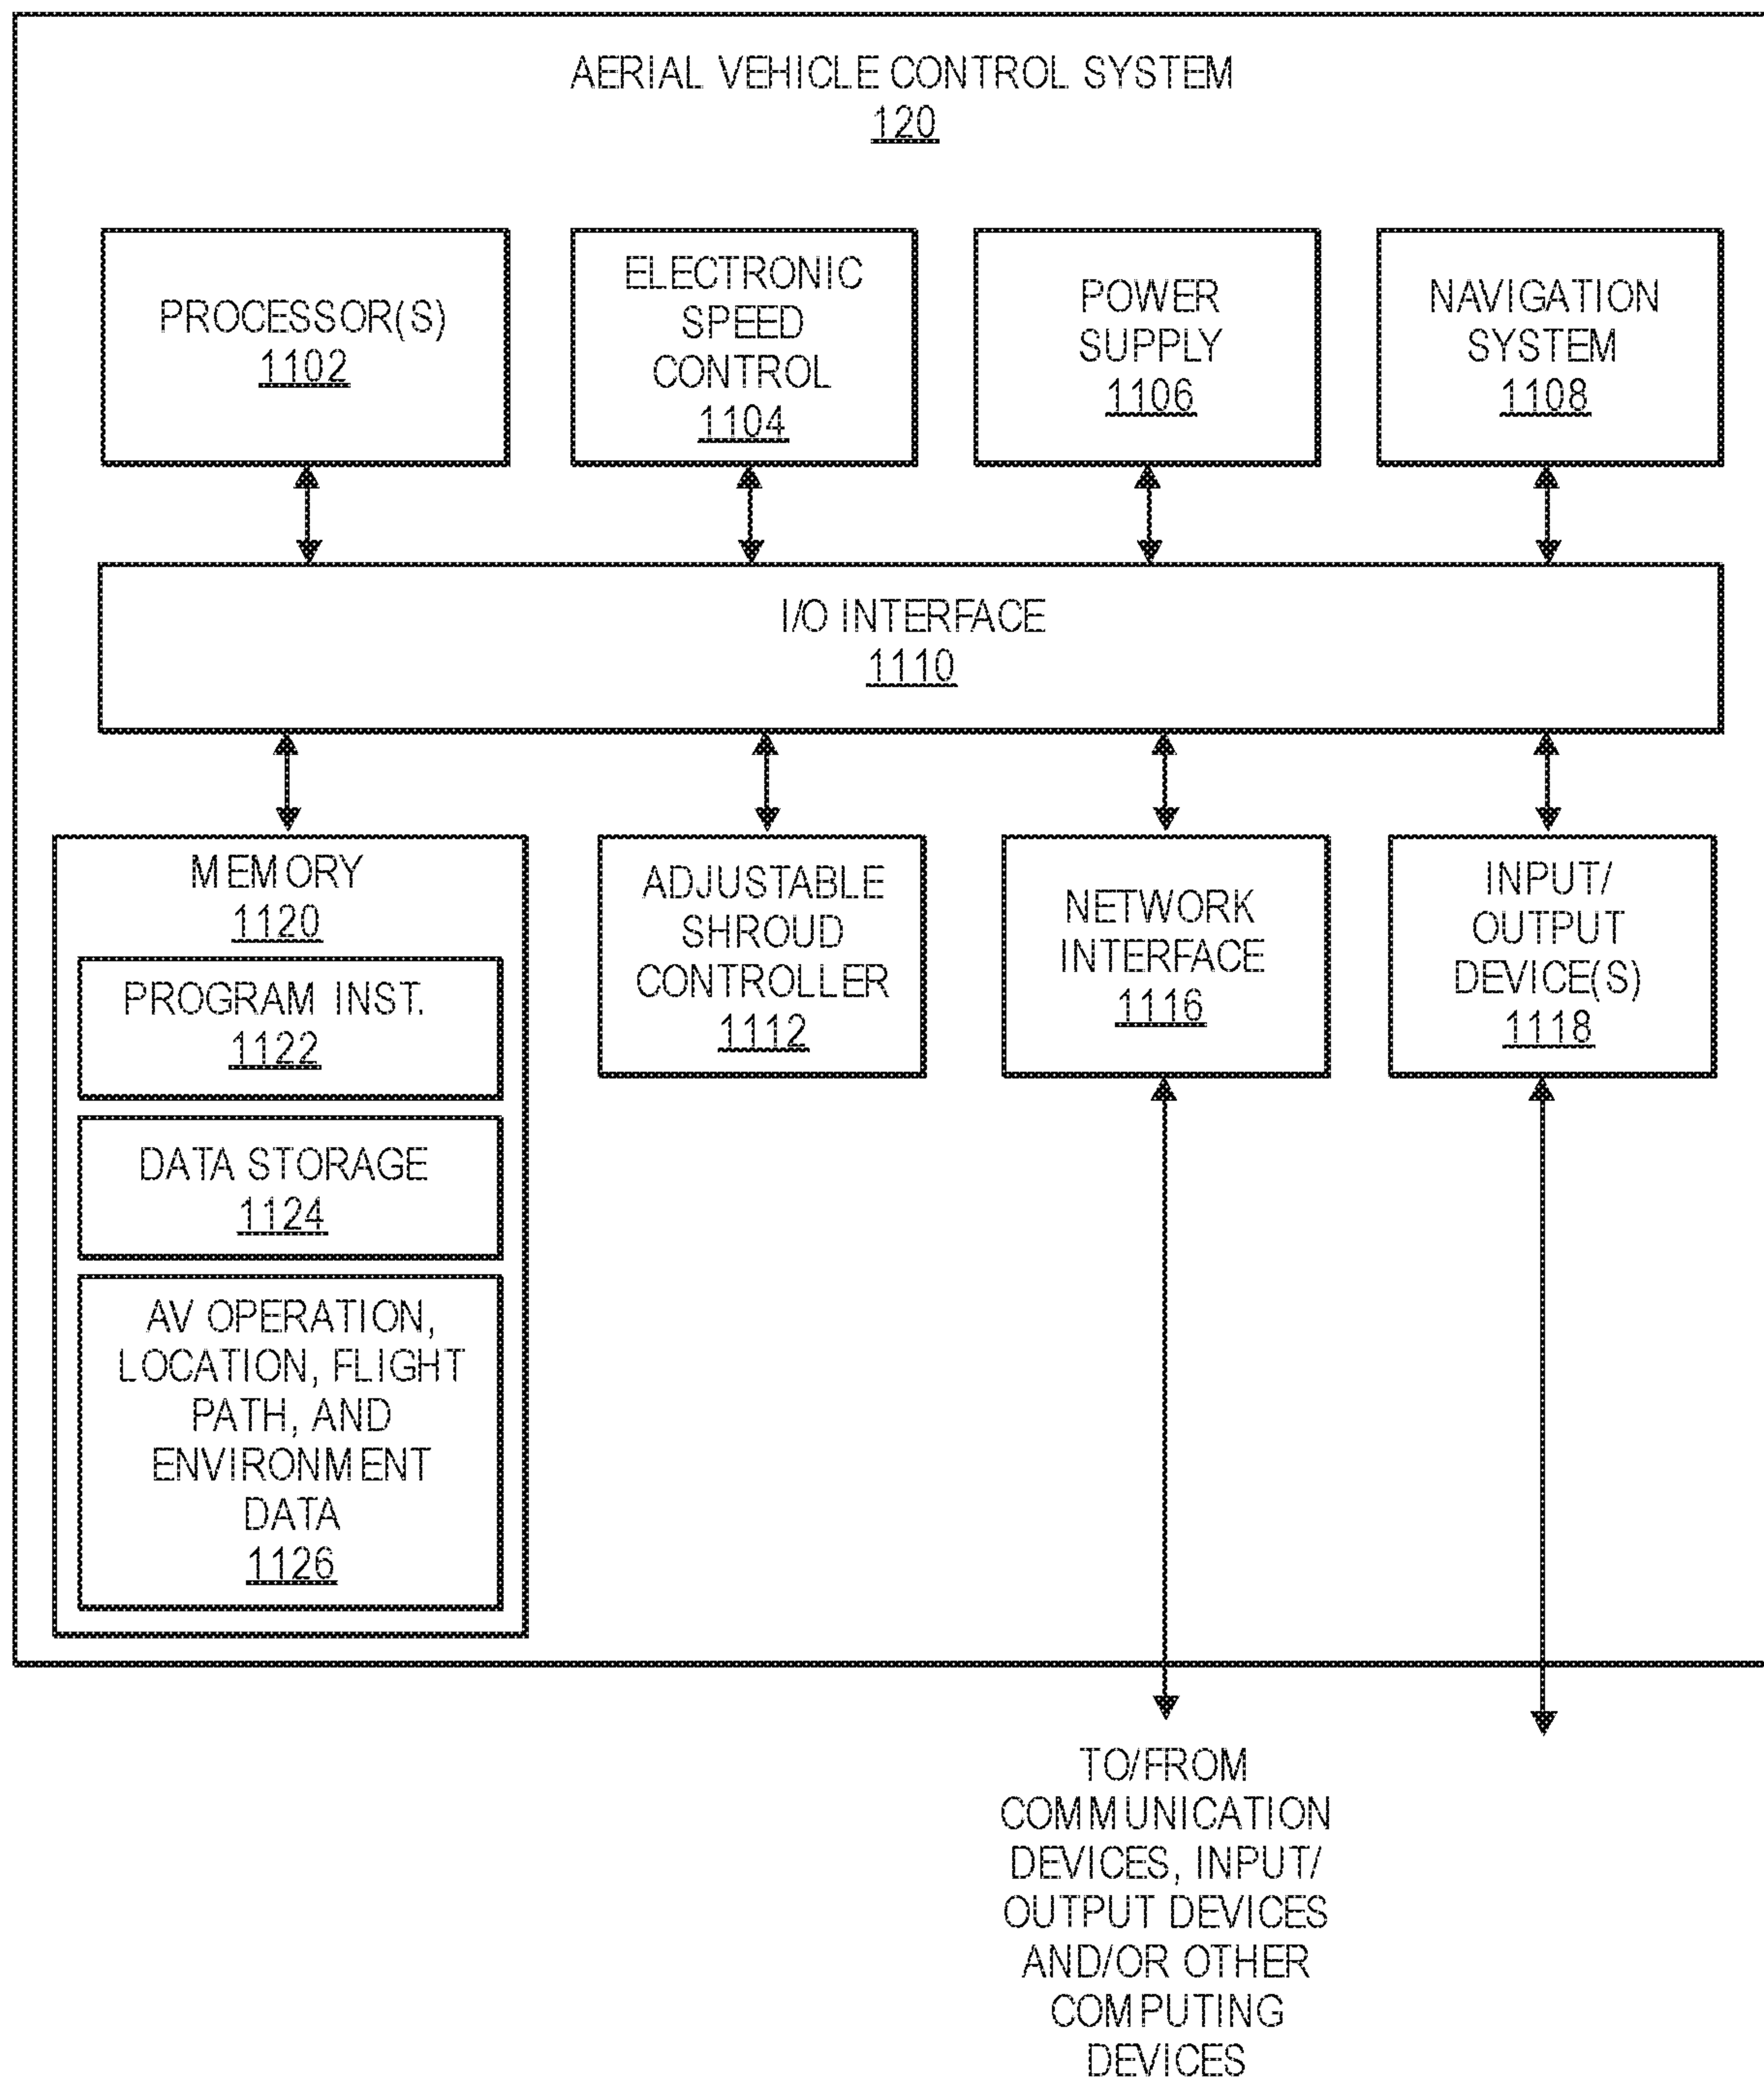 AERIAL VEHICLE CONTROL SYSTEM
120
PROCESSOR(S)
1102
ELECTRONIC
SPEED
CONTROL
1104
POWER
SUPPLY
1106
NAVIGATION
SYSTEM
1108
I/O INTERFACE
1110
MEMORY
1120
PROGRAM INST.
1122
DATA STORAGE
1124
AV OPERATION,
LOCATION, FLIGHT
PATH, AND
ENVIRONMENT
DATA
1126
ADJUSTABLE
SHROUD
CONTROLLER
1112
NETWORK
INTERFACE
1116
INPUT/
OUTPUT
DEVICE(S)
1118
TO/FROM
COMMUNICATION
DEVICES, INPUT/
OUTPUT DEVICES
AND/OR OTHER
COMPUTING
DEVICES